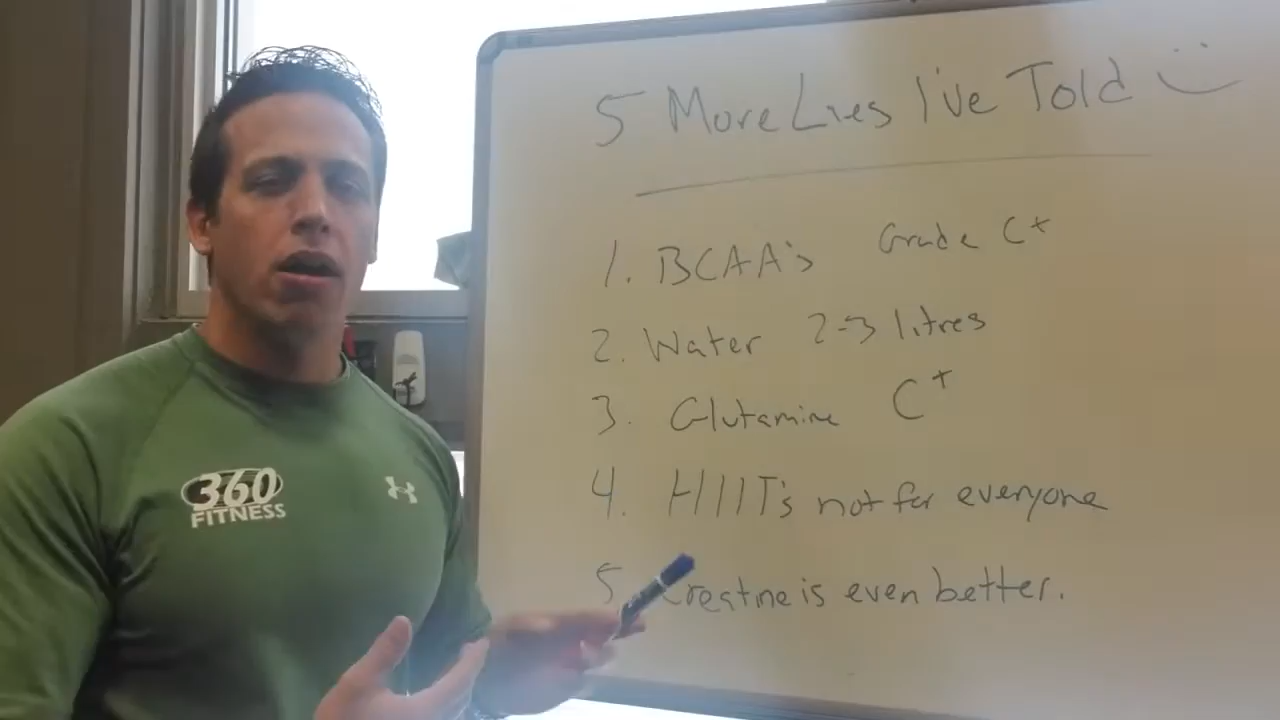 5 More Lies I've Told :)
1. BCAA's Grade C+
2. Water 2-3 litres
3. Glutamine C+
4. HIIT's not for everyone
5 Creatine is even better.
360
FITNESS